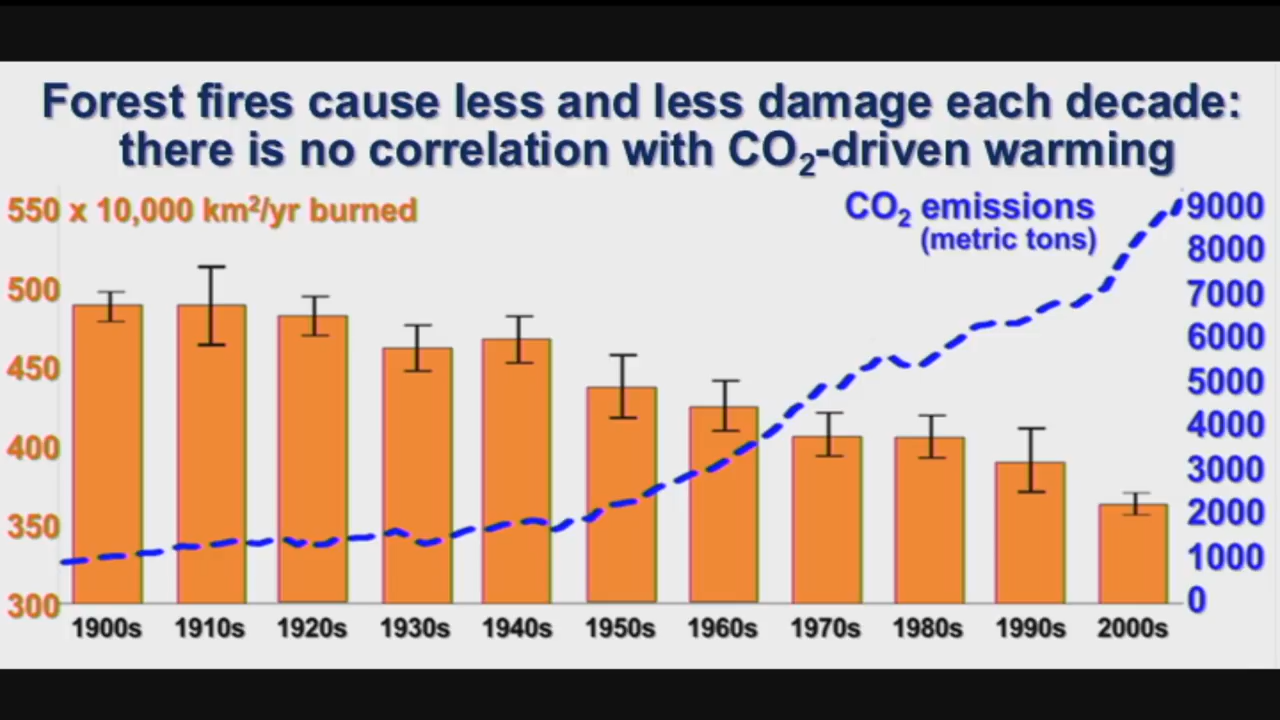 Forest fires cause less and less damage each decade:
there is no correlation with CO₂-driven warming
550 x 10,000 km²/yr burned
CO₂ emissions
(metric tons)
9000
8000
500
7000
6000
450
5000
400
4000
3000
350
2000
1000
300
0
1900s 1910s 1920s 1930s 1940s 1950s 1960s 1970s 1980s 1990s 2000s